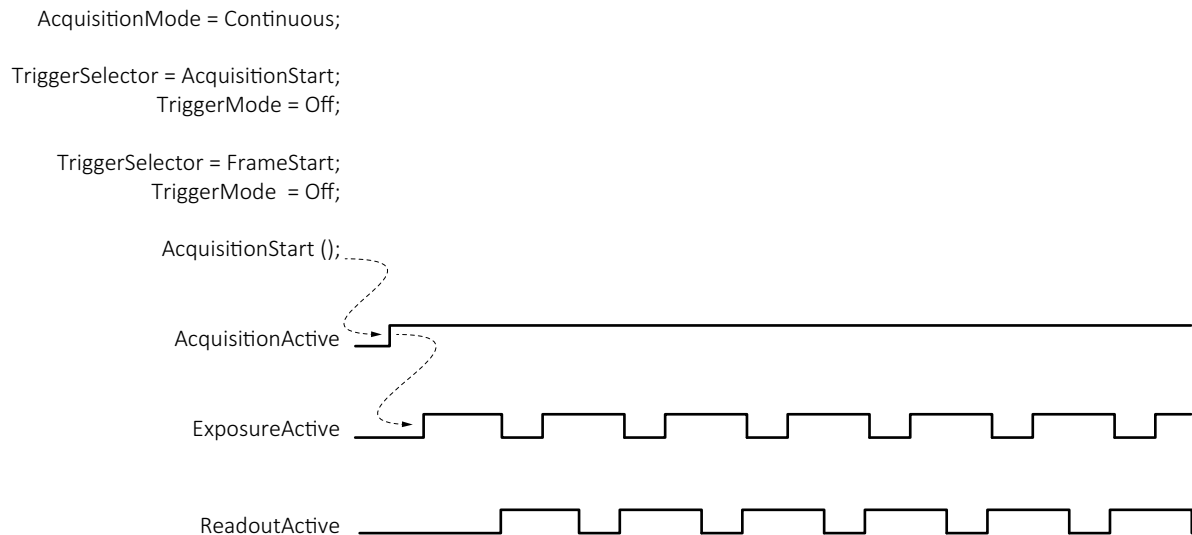 AcquisitionMode = Continuous;
TriggerSelector = AcquisitionStart;
TriggerMode = Off;
TriggerSelector = FrameStart;
TriggerMode  = Off;
AcquisitionStart ();
AcquisitionActive
ExposureActive
ReadoutActive